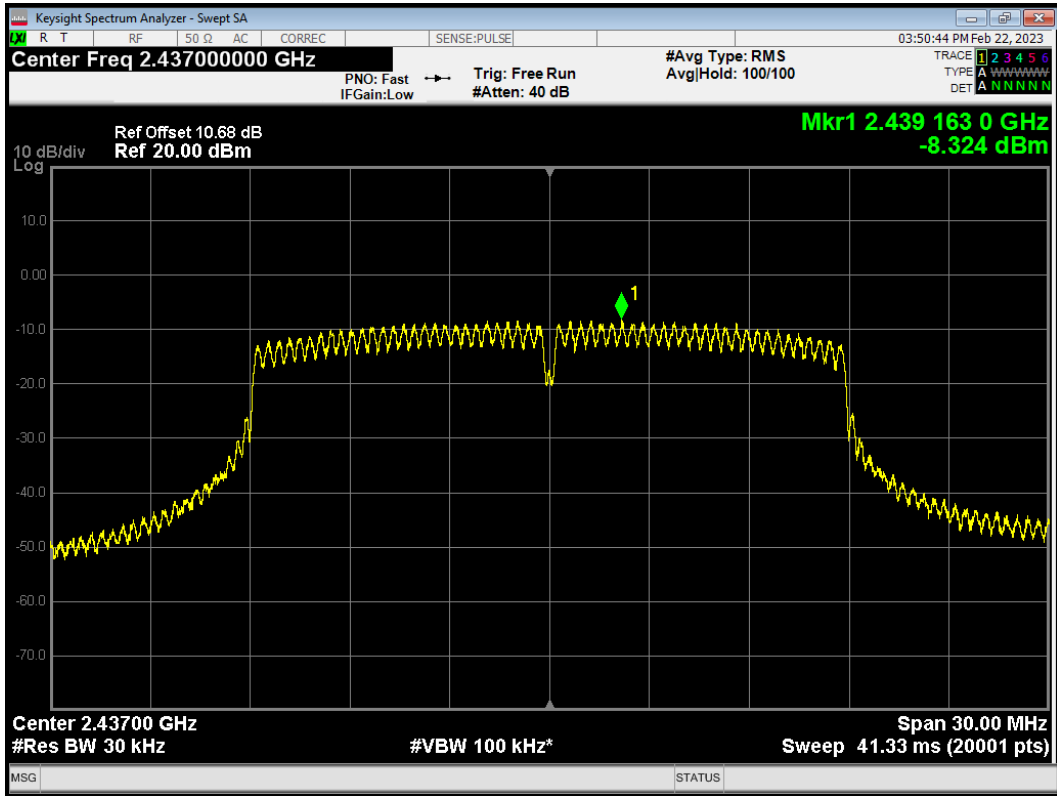 Keysight Spectrum Analyzer - Swept SA
LXI R T RF 50 Ω AC CORREC SENSE:PULSE 03:50:44 PM Feb 22, 2023
Center Freq 2.437000000 GHz
#Avg Type: RMS
TRACE 1 2 3 4 5 6
PNO: Fast Trig: Free Run Avg|Hold: 100/100
TYPE A WWWWW
IFGain:Low #Atten: 40 dB
DET A N N N N N
Mkr1 2.439 163 0 GHz
Ref Offset 10.68 dB
-8.324 dBm
10 dB/div Ref 20.00 dBm
Log
10.0
0.00
1
-10.0
-20.0
-30.0
-40.0
-50.0
-60.0
-70.0
Center 2.43700 GHz Span 30.00 MHz
#Res BW 30 kHz #VBW 100 kHz* Sweep 41.33 ms (20001 pts)
MSG STATUS